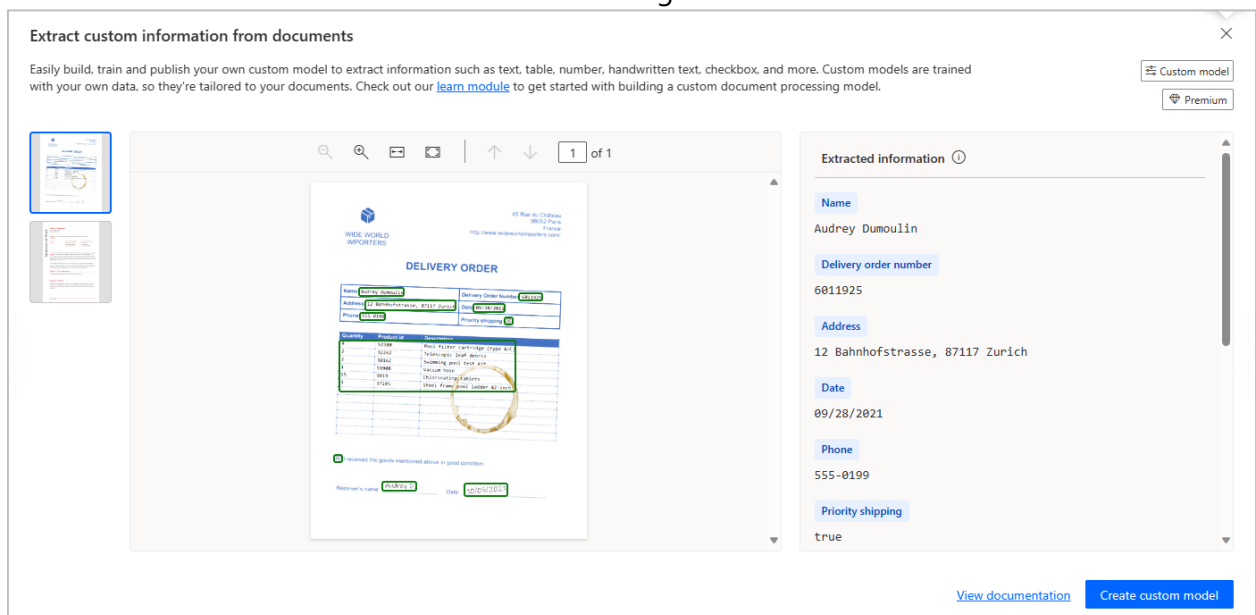 Extract custom information from documents
Easily build, train and publish your own custom model to extract information such as text, table, number, handwritten text, checkbox, and more. Custom models are trained
with your own data, so they're tailored to your documents. Check out our learn module to get started with building a custom document processing model.
Custom model
Premium
1 of 1
WIDE WORLD
IMPORTERS
45 Rue du Château
98052 Paris
France
http://www.wideworldimporters.com/
DELIVERY ORDER
Name Audrey Dumoulin
Delivery Order Number 6011925
Address 12 Bahnhofstrasse, 87117 Zurich
Date 09/28/2021
Phone 555-0199
Priority shipping
Quantity Product Id Description
Pool filter cartridge (type A/C)
Telescopic leaf debris
Swimming pool test kit
Vacuum hose
Chlorinating tablets
Steel frame pool ladder 42-inch
I received the goods mentioned above in good condition
Receiver's name Audrey D
Date
Extracted information
Name
Audrey Dumoulin
Delivery order number
6011925
Address
12 Bahnhofstrasse, 87117 Zurich
Date
09/28/2021
Phone
555-0199
Priority shipping
true
View documentation
Create custom model